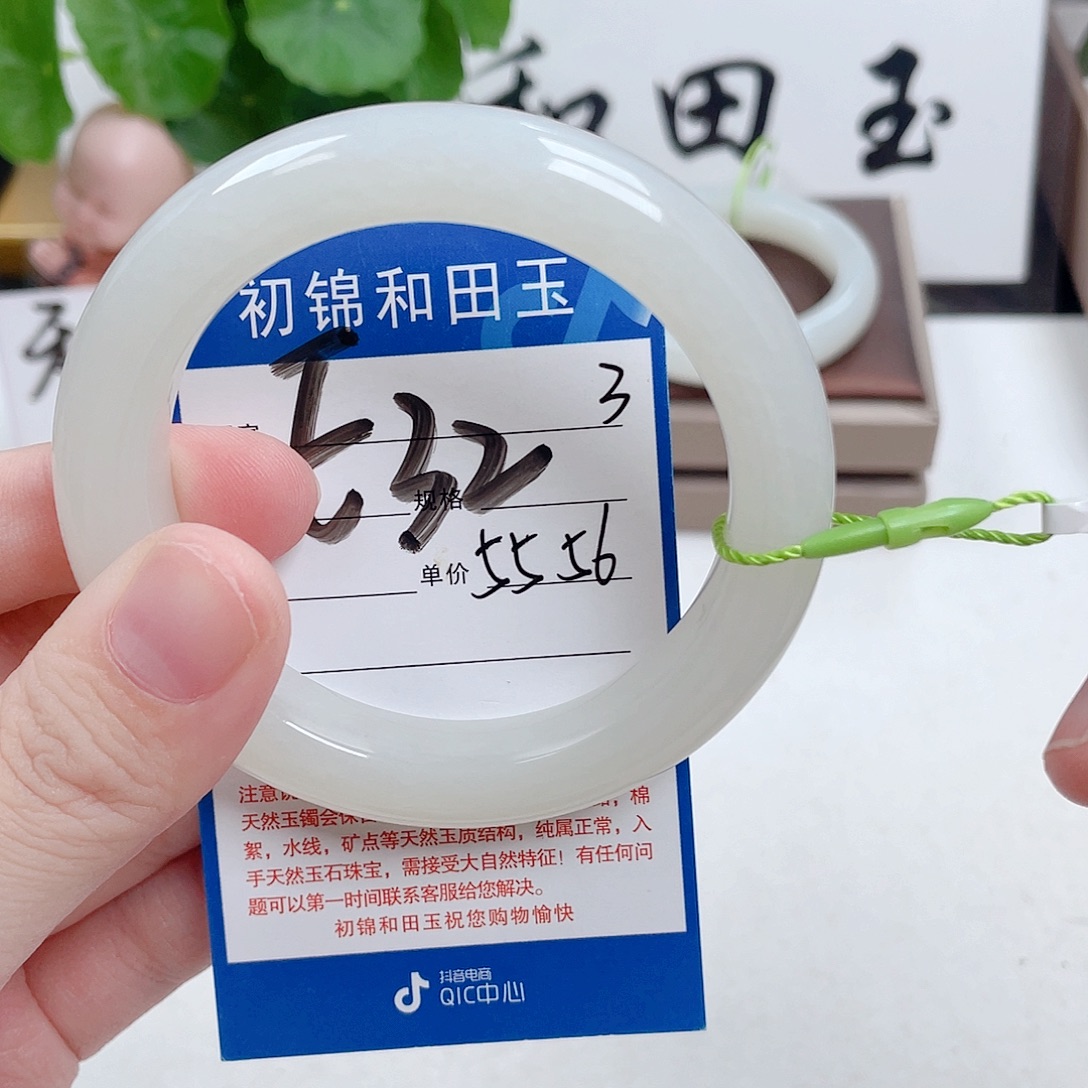 和田玉
初锦和田玉
3
32
规格
单价 5556
注意
天然玉镯会保 棉
絮，水线，矿点等天然玉质结构，纯属正常，入
手天然玉石珠宝，需接受大自然特征！有任何问
题可以第一时间联系客服给您解决。
初锦和田玉祝您购物愉快
抖音电商
QIC中心